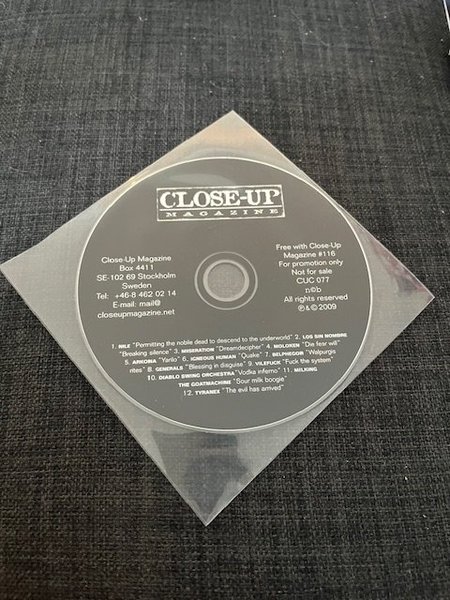 CLOSE-UP
MAGAZINE
Close-Up Magazine
Box 4411
SE-102 69 Stockholm
Sweden
Tel: +46-8 462 02 14
E-mail: mail@
closeupmagazine.net
Free with Close-Up
Magazine #116
For promotion only
Not for sale
CUC 077
n©b
All rights reserved
℗&© 2009
1. NILE "Permitting the noble dead to descend to the underworld" 2. LOS SIN NOMBRE
"Breaking silence" 3. MISERATION "Dreamdecipher" 4. MOLOKEN "Die fear will"
5. AFGRUND "Yarilo" 6. IGNEOUS HUMAN "Quake" 7. BELPHEGOR "Walpurgis
rites" 8. GENERALS "Blessing in disguise" 9. VILEFUCK "Fuck the system"
10. DIABLO SWING ORCHESTRA "Vodka inferno" 11. MILKING
THE GOATMACHINE "Sour milk boogie"
12. TYRANEX "The evil has arrived"